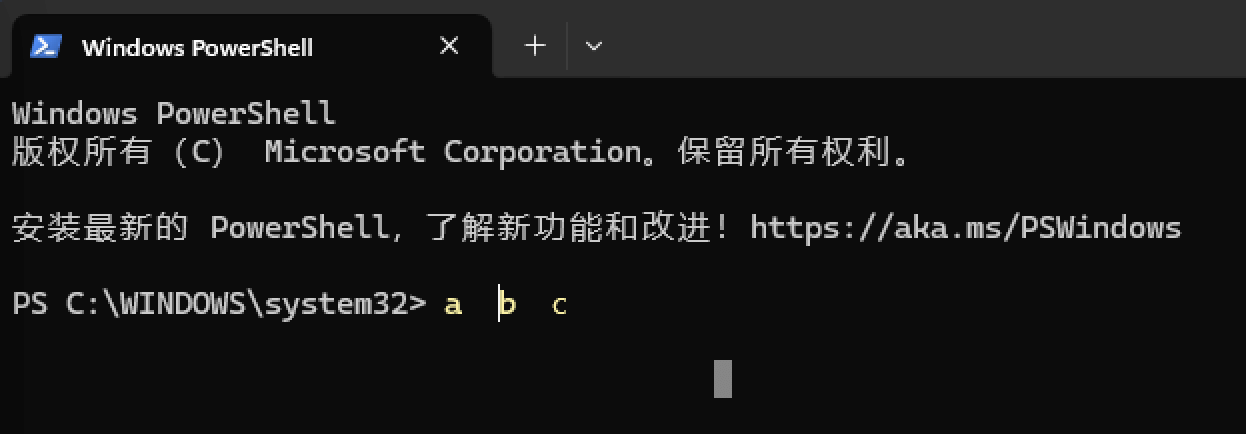 Windows PowerShell
Windows PowerShell
版权所有（C） Microsoft Corporation。保留所有权利。
安装最新的 PowerShell，了解新功能和改进！https://aka.ms/PSWindows
PS C:\WINDOWS\system32> a  b  c